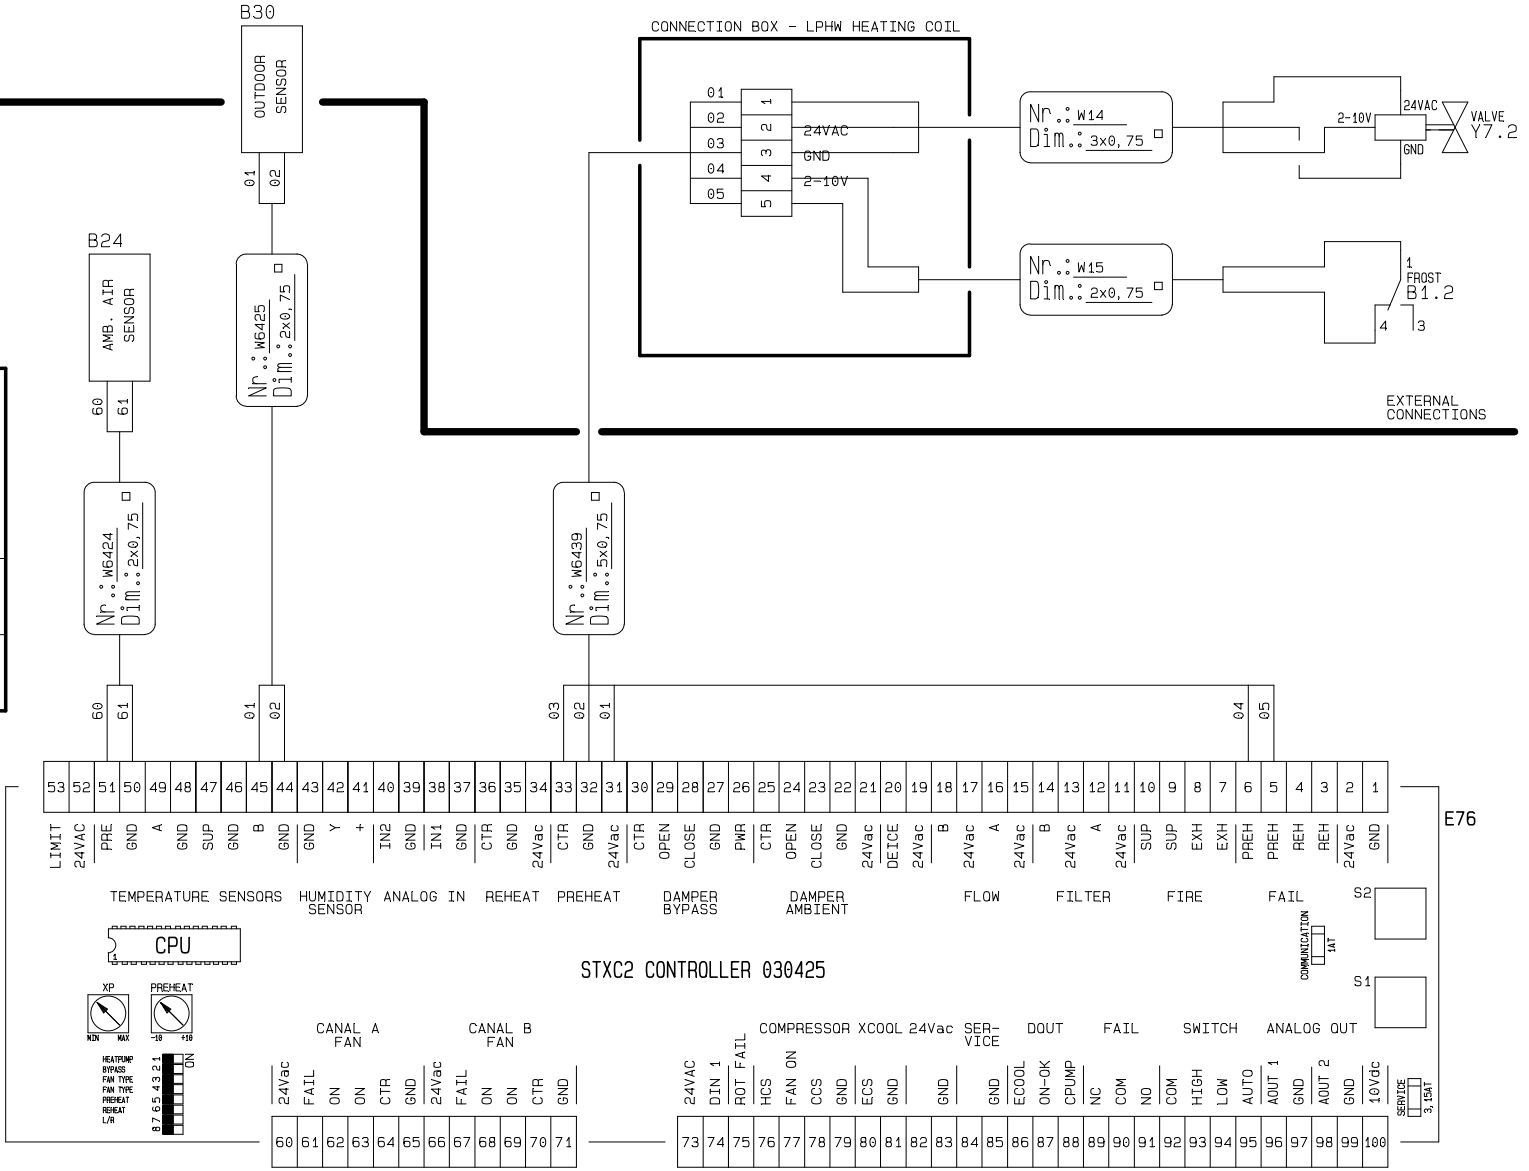 B30
OUTDOOR
SENSOR
01
02
Nr.: W6425
Dim.: 2x0,75
B24
AMB. AIR
SENSOR
60
61
Nr.: W6424
Dim.: 2x0,75
CONNECTION BOX - LPHW HEATING COIL
01
02
03
04
05
1
2
3
4
5
24VAC
GND
2-10V
Nr.: W14
Dim.: 3x0,75
24VAC
2-10V
GND
VALVE
Y7.2
Nr.: W15
Dim.: 2x0,75
1
FROST
B1.2
4
3
EXTERNAL
CONNECTIONS
Nr.: W6439
Dim.: 5x0,75
60
61
01
02
03
02
01
04
05
53 52 51 50 49 48 47 46 45 44 43 42 41 40 39 38 37 36 35 34 33 32 31 30 29 28 27 26 25 24 23 22 21 20 19 18 17 16 15 14 13 12 11 10 9 8 7 6 5 4 3 2 1
LIMIT 24VAC PRE GND A GND SUP GND B GND GND Y + IN2 GND IN1 GND CTR GND 24Vac CTR GND 24Vac CTR OPEN CLOSE GND PWR CTR OPEN CLOSE GND 24Vac DEICE 24Vac B 24Vac A 24Vac B 24Vac A 24Vac SUP SUP EXH EXH PREH PREH REH REH 24Vac GND
E76
TEMPERATURE SENSORS
HUMIDITY
SENSOR
ANALOG IN
REHEAT
PREHEAT
DAMPER
BYPASS
DAMPER
AMBIENT
FLOW
FILTER
FIRE
FAIL
S2
COMMUNICATION
1AT
CPU
1
STXC2 CONTROLLER 030425
S1
XP
MIN MAX
PREHEAT
-10 +10
HEATPUMP
BYPASS
FAN TYPE
FAN TYPE
PREHEAT
REHEAT
L/R
8 7 6 5 4 3 2 1
ON
CANAL A
FAN
CANAL B
FAN
COMPRESSOR
XCOOL
24Vac
SER-
VICE
DOUT
FAIL
SWITCH
ANALOG OUT
24Vac FAIL ON ON CTR GND 24Vac FAIL ON ON CTR GND
24VAC DIN 1 ROT FAIL HCS FAN ON CCS GND ECS GND GND GND ECOOL ON-OK CPUMP NC COM NO COM HIGH LOW AUTO AOUT 1 GND AOUT 2 GND 10Vdc
SERVICE
3,15AT
60 61 62 63 64 65 66 67 68 69 70 71
73 74 75 76 77 78 79 80 81 82 83 84 85 86 87 88 89 90 91 92 93 94 95 96 97 98 99 100